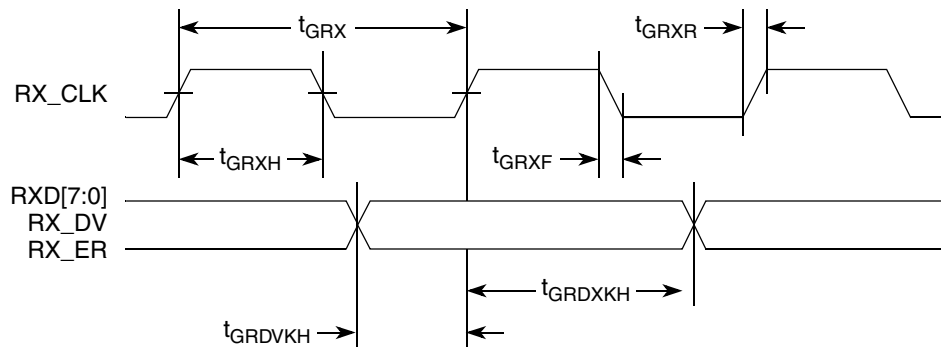 tGRX
tGRXR
RX_CLK
tGRXH
tGRXF
RXD[7:0]
RX_DV
RX_ER
tGRDXKH
tGRDVKH